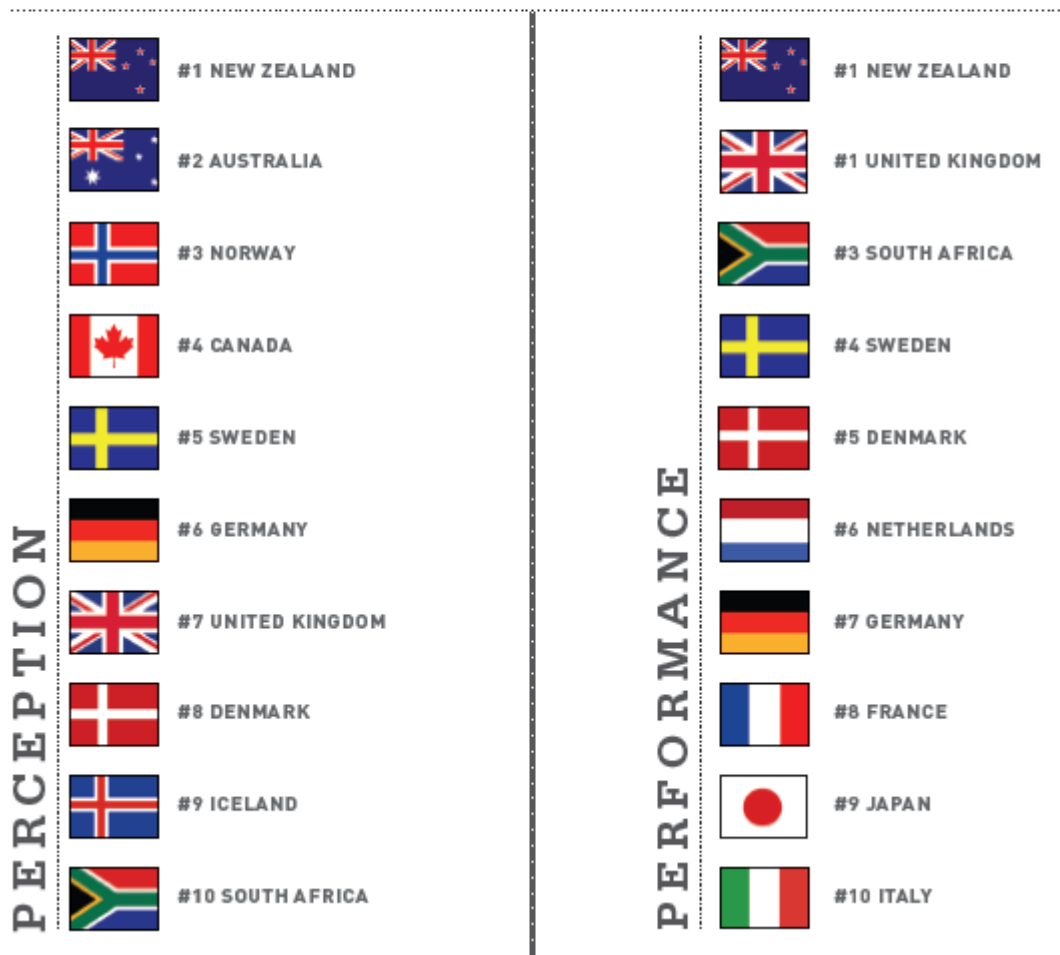 PERCEPTION
#1 NEW ZEALAND
#2 AUSTRALIA
#3 NORWAY
#4 CANADA
#5 SWEDEN
#6 GERMANY
#7 UNITED KINGDOM
#8 DENMARK
#9 ICELAND
#10 SOUTH AFRICA
PERFORMANCE
#1 NEW ZEALAND
#1 UNITED KINGDOM
#3 SOUTH AFRICA
#4 SWEDEN
#5 DENMARK
#6 NETHERLANDS
#7 GERMANY
#8 FRANCE
#9 JAPAN
#10 ITALY